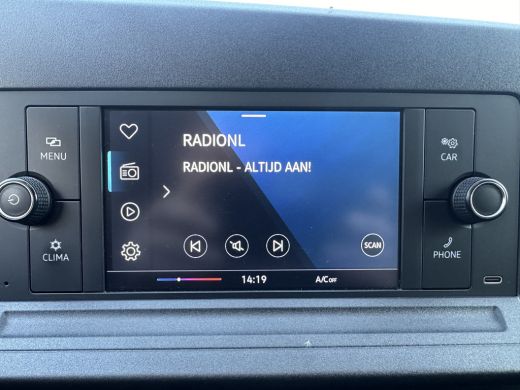 MENU
RADIONL
RADIONL - ALTIJD AAN!
CAR
CLIMA
SCAN
PHONE
14:19
A/C OFF